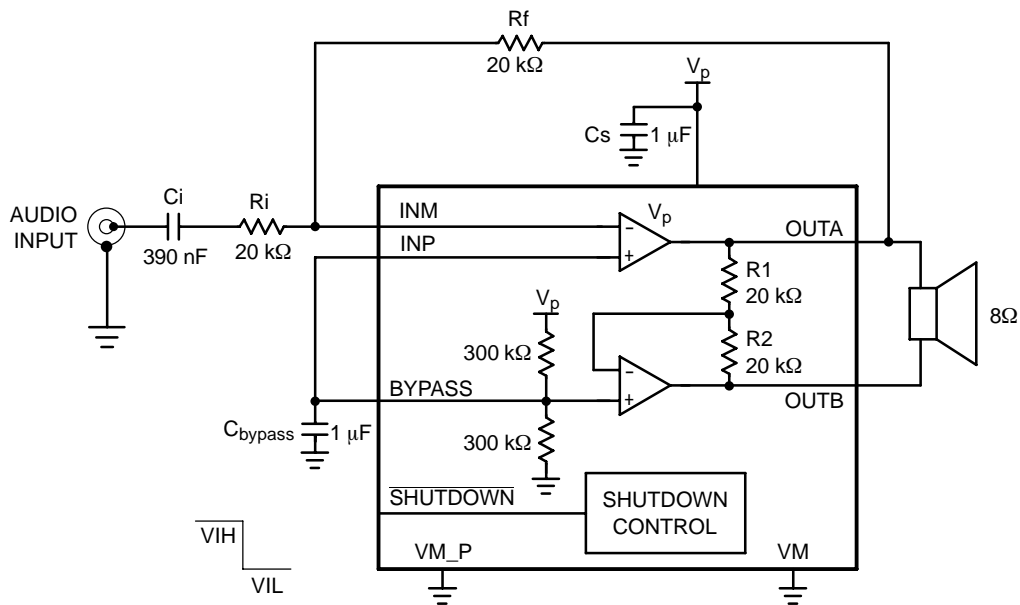 Rf
20 kΩ
Vp
Cs
1 μF
Ci
Ri
AUDIO
INPUT
390 nF
20 kΩ
INM
INP
Vp
−
+
OUTA
R1
20 kΩ
Vp
300 kΩ
R2
20 kΩ
8Ω
−
+
BYPASS
OUTB
Cbypass
1 μF
300 kΩ
SHUTDOWN
SHUTDOWN
CONTROL
VIH
VIL
VM_P
VM